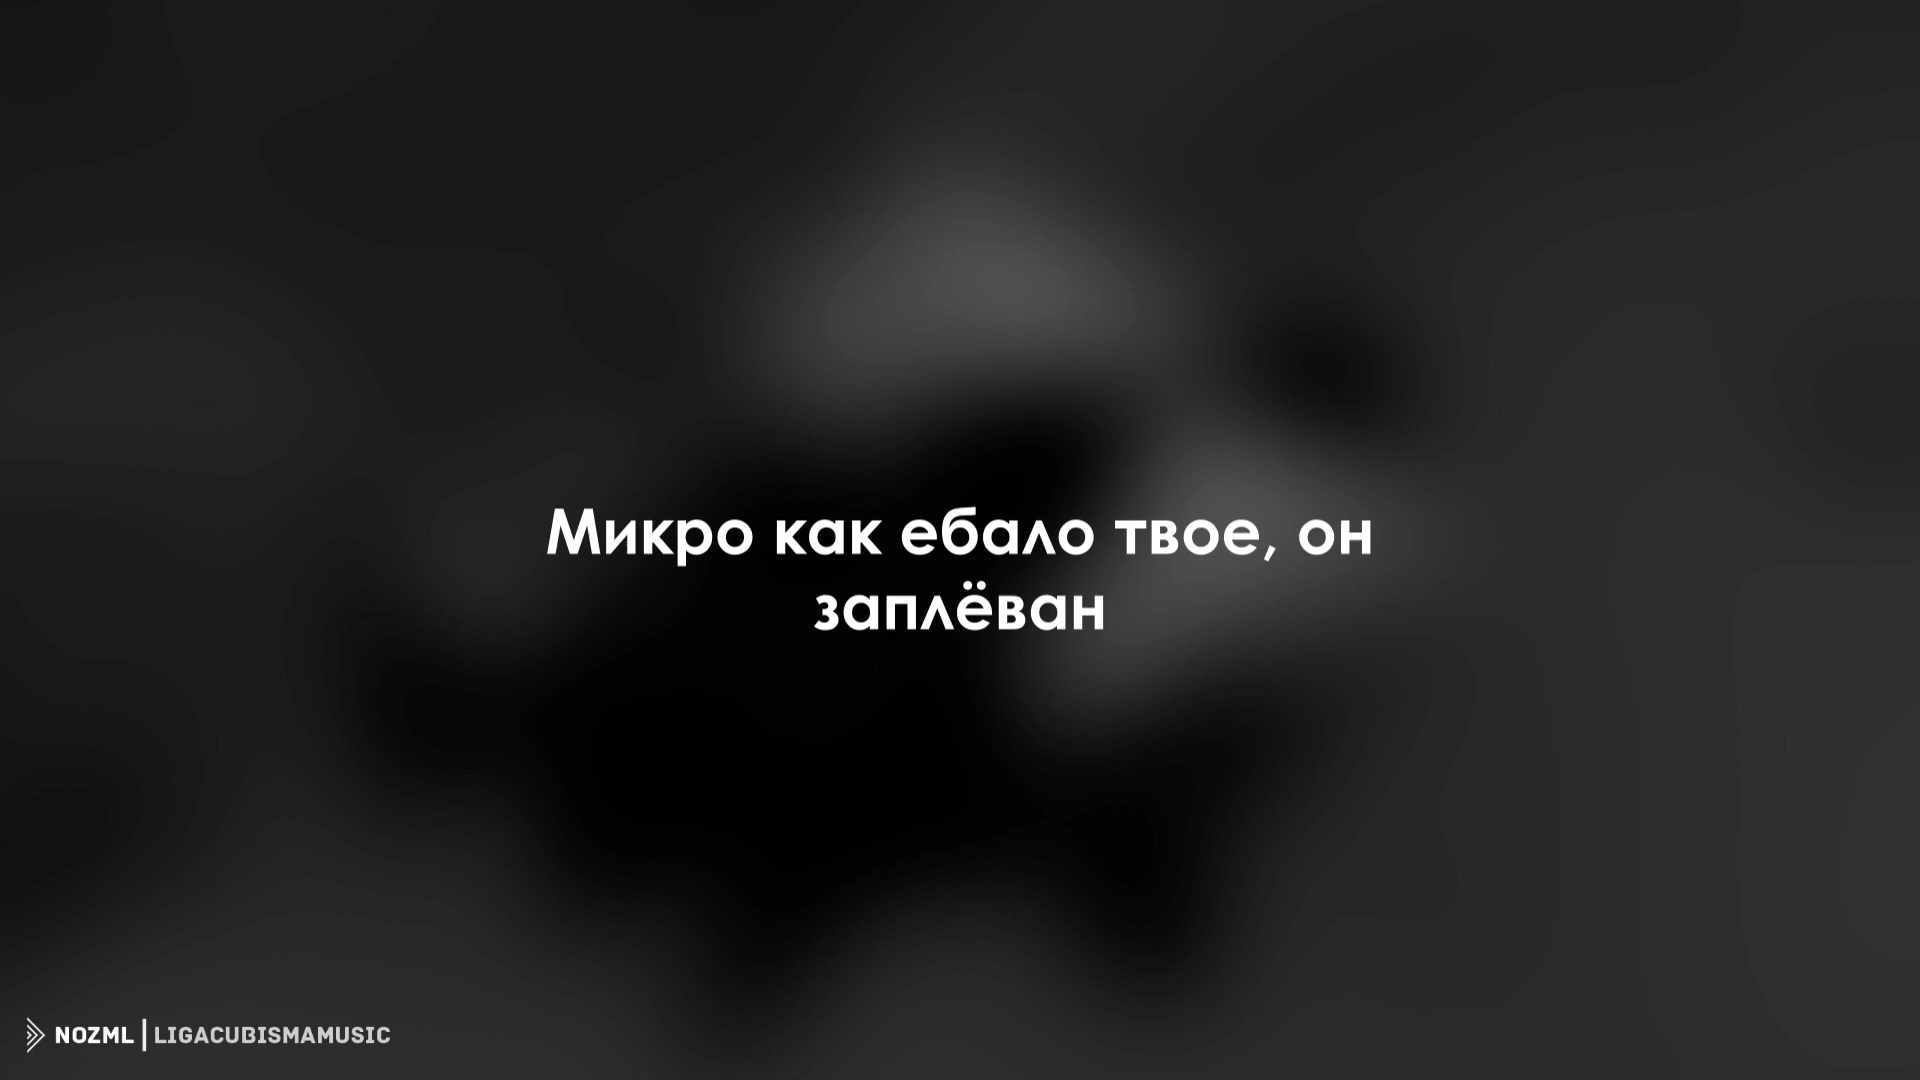 Микро как ебало твое, он
заплёван
NOZML | LIGACUBISMAMUSIC